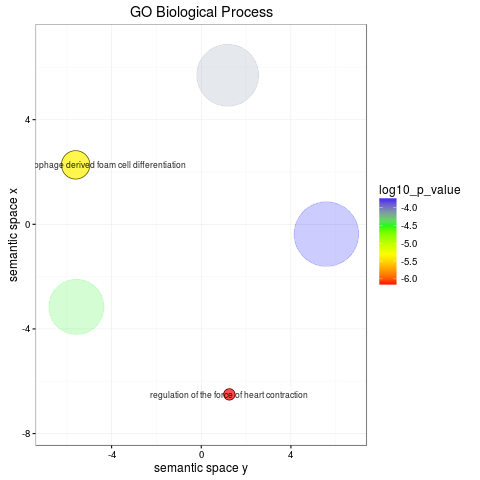 GO Biological Process
semantic space x
4
0
-4
-8
ophage derived foam cell differentiation
regulation of the force of heart contraction
-4
0
4
semantic space y
log10_p_value
-4.0
-4.5
-5.0
-5.5
-6.0